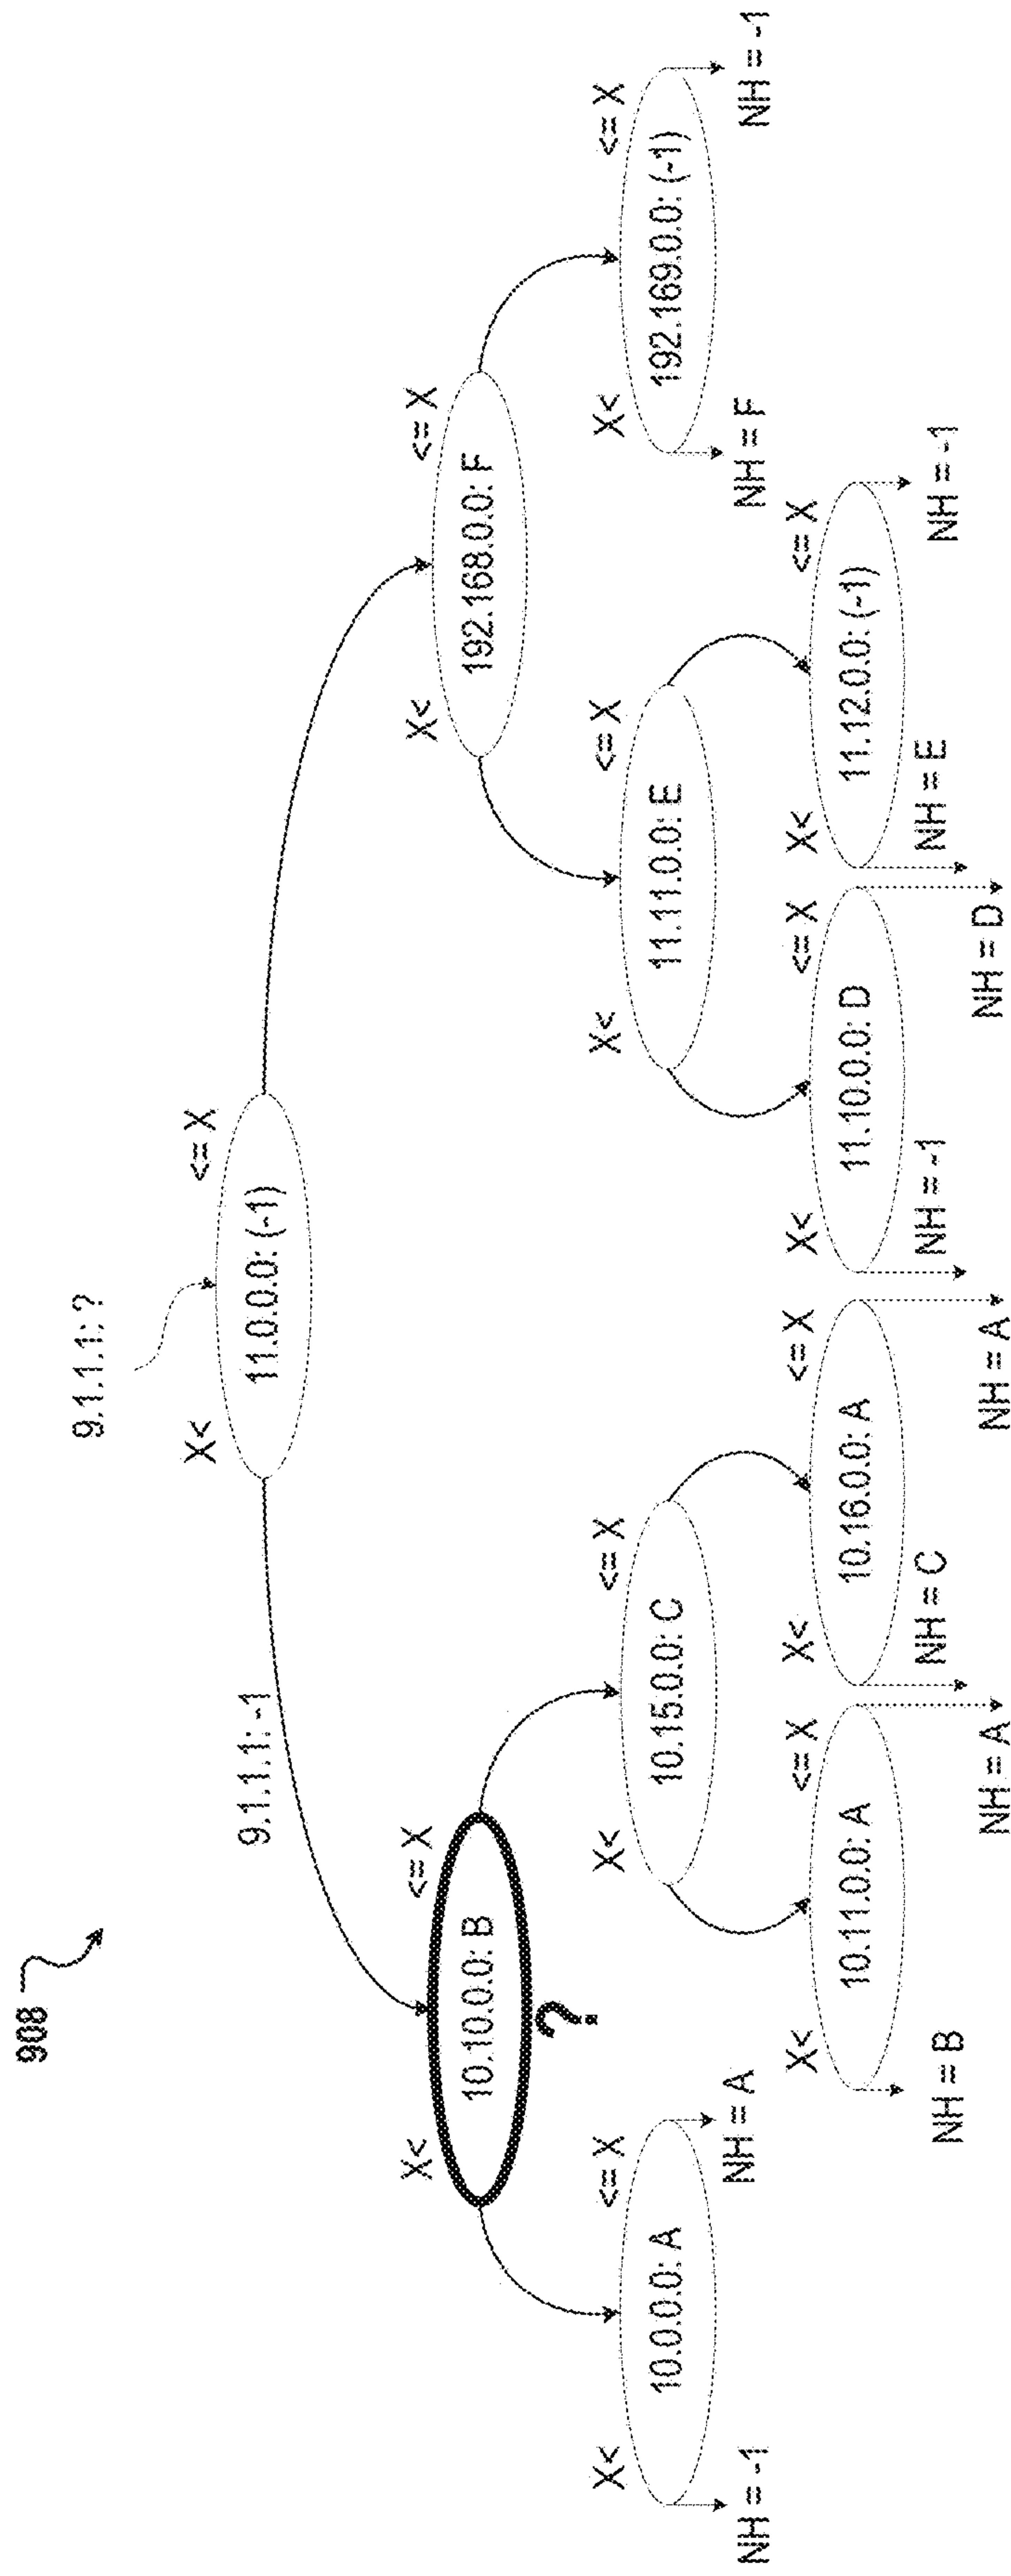 908
9.1.1.1: ?
X<
<= X
11.0.0.0: (-1)
9.1.1.1: -1
X<
<= X
10.10.0.0: B
?
X<
<= X
192.168.0.0: F
X<
<= X
10.0.0.0: A
NH = -1
NH = A
X<
<= X
10.15.0.0: C
X<
<= X
11.11.0.0: E
X<
<= X
192.169.0.0: (-1)
NH = F
NH = -1
X<
<= X
10.11.0.0: A
NH = B
NH = A
X<
<= X
10.16.0.0: A
NH = C
NH = A
X<
<= X
11.10.0.0: D
NH = -1
NH = D
X<
<= X
11.12.0.0: (-1)
NH = E
NH = -1